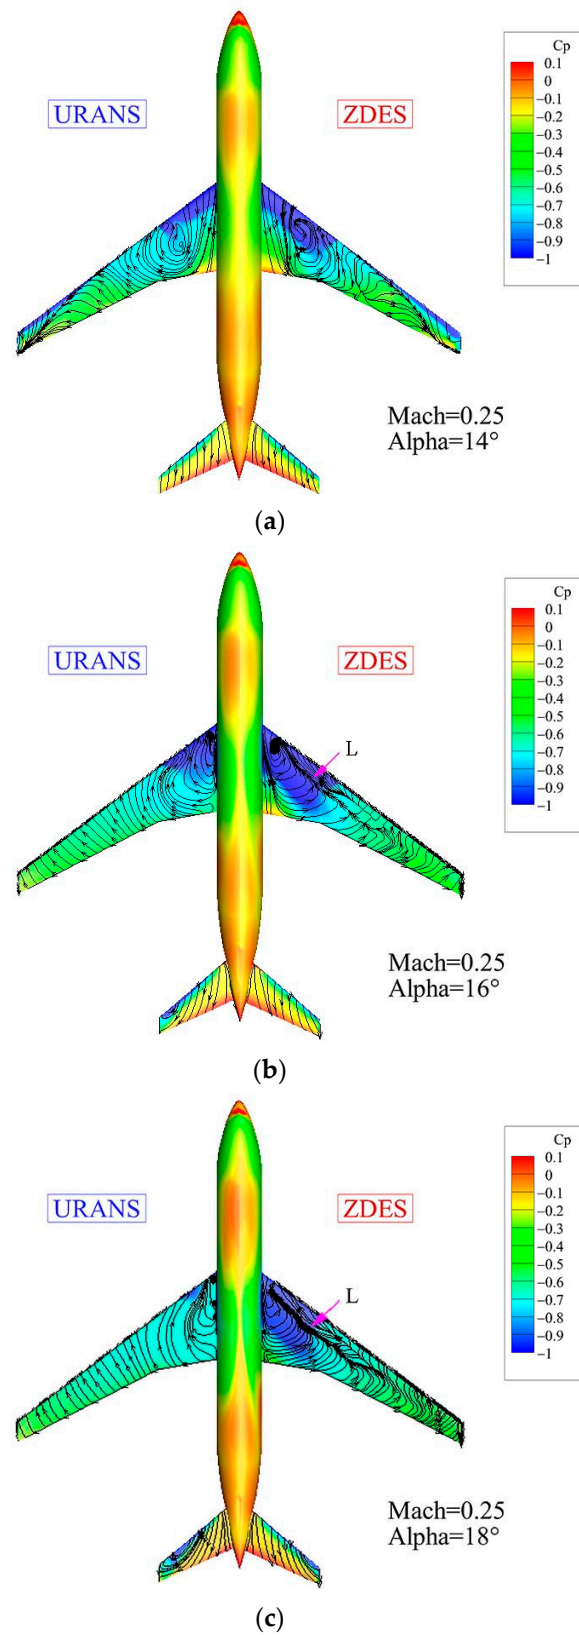 Cp
0.1
0
−0.1
−0.2
−0.3
−0.4
−0.5
−0.6
−0.7
−0.8
−0.9
−1
URANS
ZDES
Mach=0.25
Alpha=14°
(a)
Cp
0.1
0
−0.1
−0.2
−0.3
−0.4
−0.5
−0.6
−0.7
−0.8
−0.9
−1
URANS
ZDES
L
Mach=0.25
Alpha=16°
(b)
Cp
0.1
0
−0.1
−0.2
−0.3
−0.4
−0.5
−0.6
−0.7
−0.8
−0.9
−1
URANS
ZDES
L
Mach=0.25
Alpha=18°
(c)